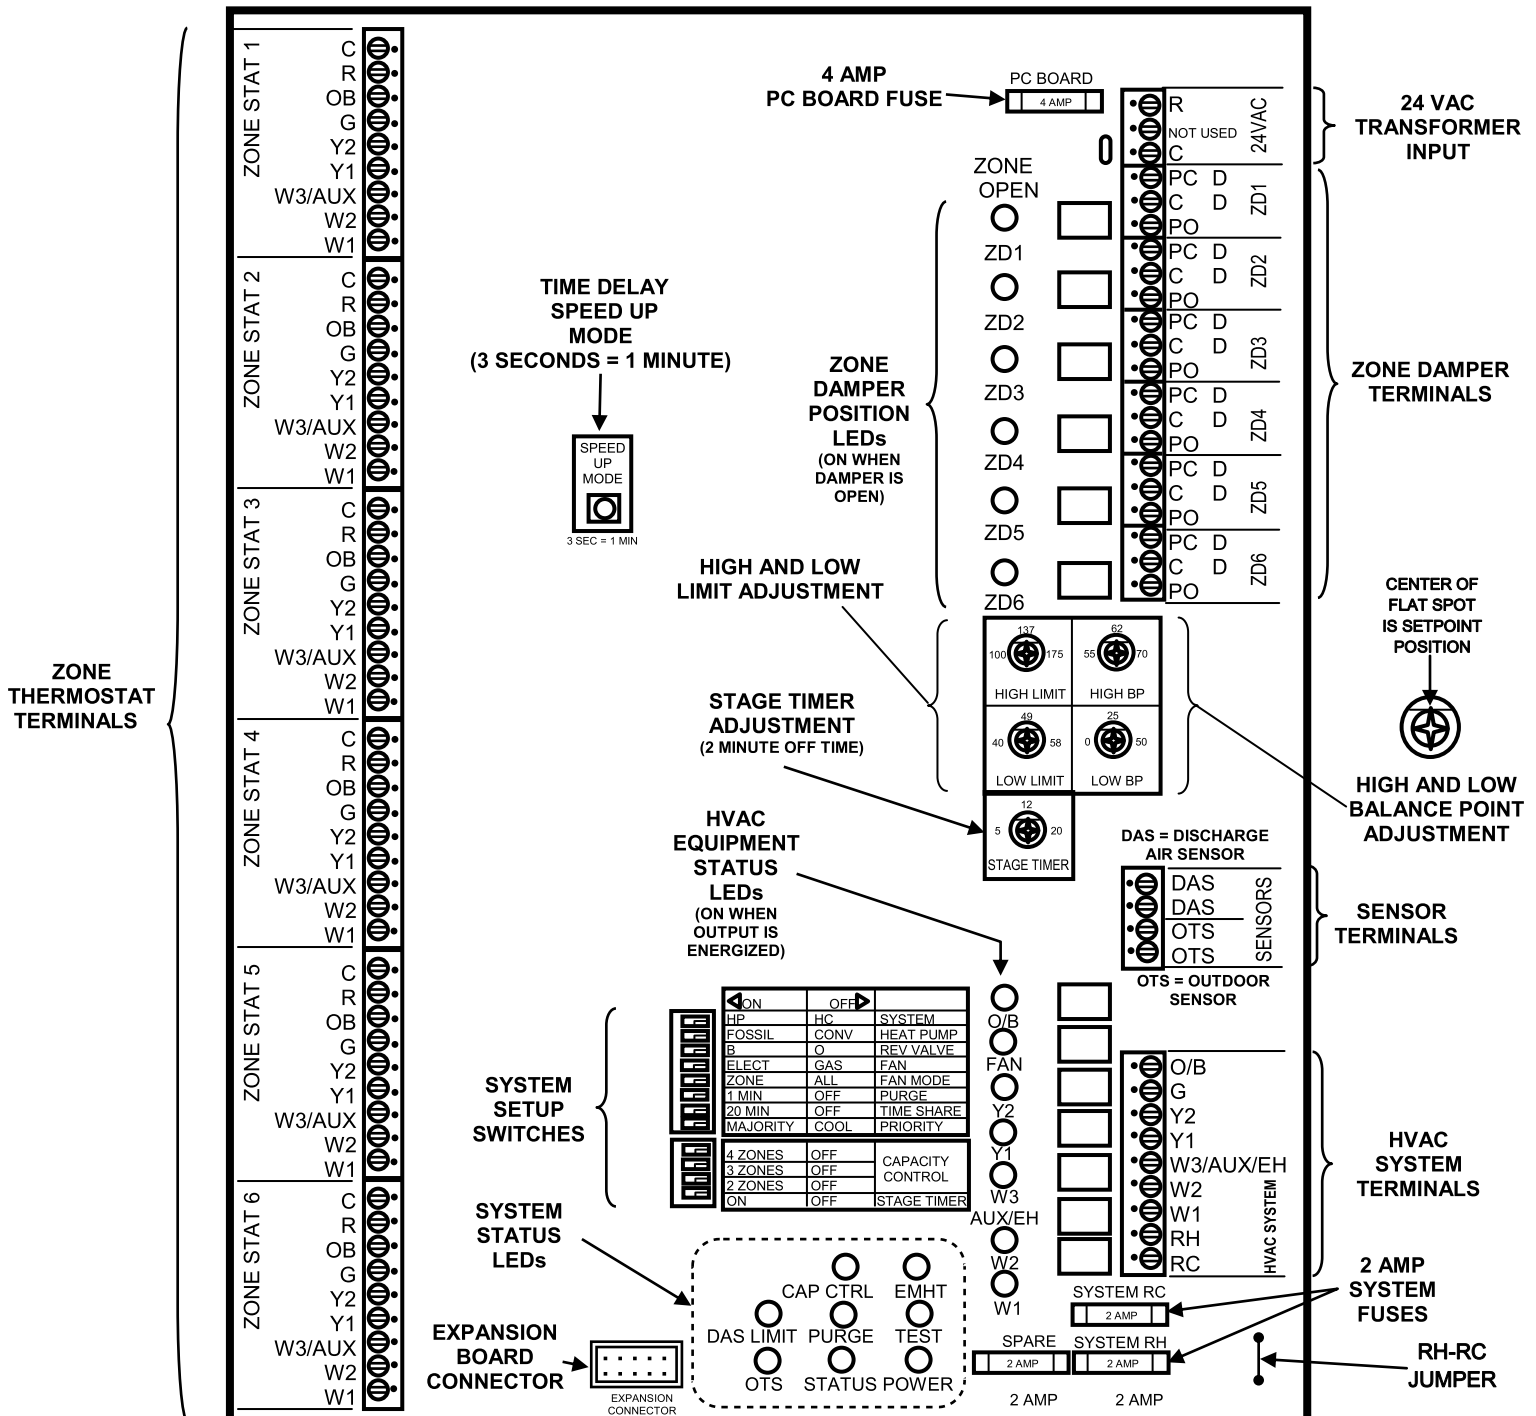 ZONE
THERMOSTAT
TERMINALS
ZONE STAT 1
C
R
OB
G
Y2
Y1
W3/AUX
W2
W1
ZONE STAT 2
C
R
OB
G
Y2
Y1
W3/AUX
W2
W1
ZONE STAT 3
C
R
OB
G
Y2
Y1
W3/AUX
W2
W1
ZONE STAT 4
C
R
OB
G
Y2
Y1
W3/AUX
W2
W1
ZONE STAT 5
C
R
OB
G
Y2
Y1
W3/AUX
W2
W1
ZONE STAT 6
C
R
OB
G
Y2
Y1
W3/AUX
W2
W1
TIME DELAY
SPEED UP
MODE
(3 SECONDS = 1 MINUTE)
SPEED
UP
MODE
3 SEC = 1 MIN
4 AMP
PC BOARD FUSE
PC BOARD
4 AMP
R
NOT USED
C
24VAC
24 VAC
TRANSFORMER
INPUT
ZONE
OPEN
ZD1
ZD2
ZD3
ZD4
ZD5
ZD6
ZONE
DAMPER
POSITION
LEDs
(ON WHEN
DAMPER IS
OPEN)
PC D
C D
PO
ZD1
PC D
C D
PO
ZD2
PC D
C D
PO
ZD3
PC D
C D
PO
ZD4
PC D
C D
PO
ZD5
PC D
C D
PO
ZD6
ZONE DAMPER
TERMINALS
HIGH AND LOW
LIMIT ADJUSTMENT
137
100 175
HIGH LIMIT
62
55 70
HIGH BP
49
40 58
LOW LIMIT
25
0 50
LOW BP
CENTER OF
FLAT SPOT
IS SETPOINT
POSITION
HIGH AND LOW
BALANCE POINT
ADJUSTMENT
STAGE TIMER
ADJUSTMENT
(2 MINUTE OFF TIME)
12
5 20
STAGE TIMER
DAS = DISCHARGE
AIR SENSOR
DAS
DAS
OTS
OTS
SENSORS
OTS = OUTDOOR
SENSOR
SENSOR
TERMINALS
HVAC
EQUIPMENT
STATUS
LEDs
(ON WHEN
OUTPUT IS
ENERGIZED)
O/B
FAN
Y2
Y1
W3
AUX/EH
W2
W1
SYSTEM
SETUP
SWITCHES
ON OFF
HP HC SYSTEM
FOSSIL CONV HEAT PUMP
B O REV VALVE
ELECT GAS FAN
ZONE ALL FAN MODE
1 MIN OFF PURGE
20 MIN OFF TIME SHARE
MAJORITY COOL PRIORITY
4 ZONES OFF
3 ZONES OFF
2 ZONES OFF
CAPACITY
CONTROL
ON OFF STAGE TIMER
O/B
G
Y2
Y1
W3/AUX/EH
W2
W1
RH
RC
HVAC SYSTEM
HVAC
SYSTEM
TERMINALS
SYSTEM
STATUS
LEDs
CAP CTRL EMHT
DAS LIMIT PURGE TEST
OTS STATUS POWER
EXPANSION
BOARD
CONNECTOR
EXPANSION
CONNECTOR
SYSTEM RC
2 AMP
SPARE
2 AMP
2 AMP
SYSTEM RH
2 AMP
2 AMP
2 AMP
SYSTEM
FUSES
RH-RC
JUMPER